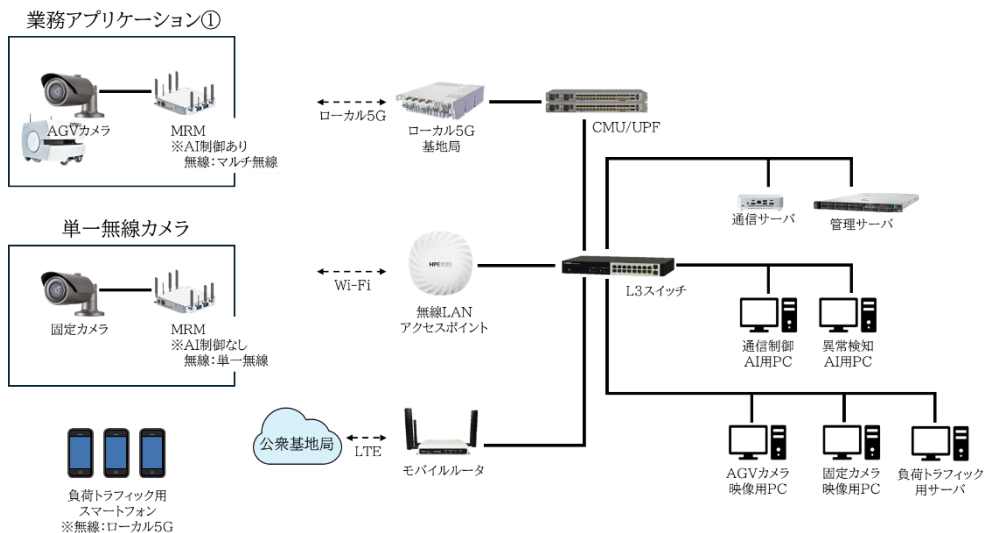 業務アプリケーション①
AGVカメラ
MRM
※AI制御あり
無線：マルチ無線
ローカル5G
ローカル5G
基地局
CMU/UPF
通信サーバ
管理サーバ
単一無線カメラ
固定カメラ
MRM
※AI制御なし
無線：単一無線
Wi-Fi
無線LAN
アクセスポイント
L3スイッチ
通信制御
AI用PC
異常検知
AI用PC
公衆基地局
LTE
モバイルルータ
AGVカメラ
映像用PC
固定カメラ
映像用PC
負荷トラフィック
用サーバ
負荷トラフィック用
スマートフォン
※無線：ローカル5G